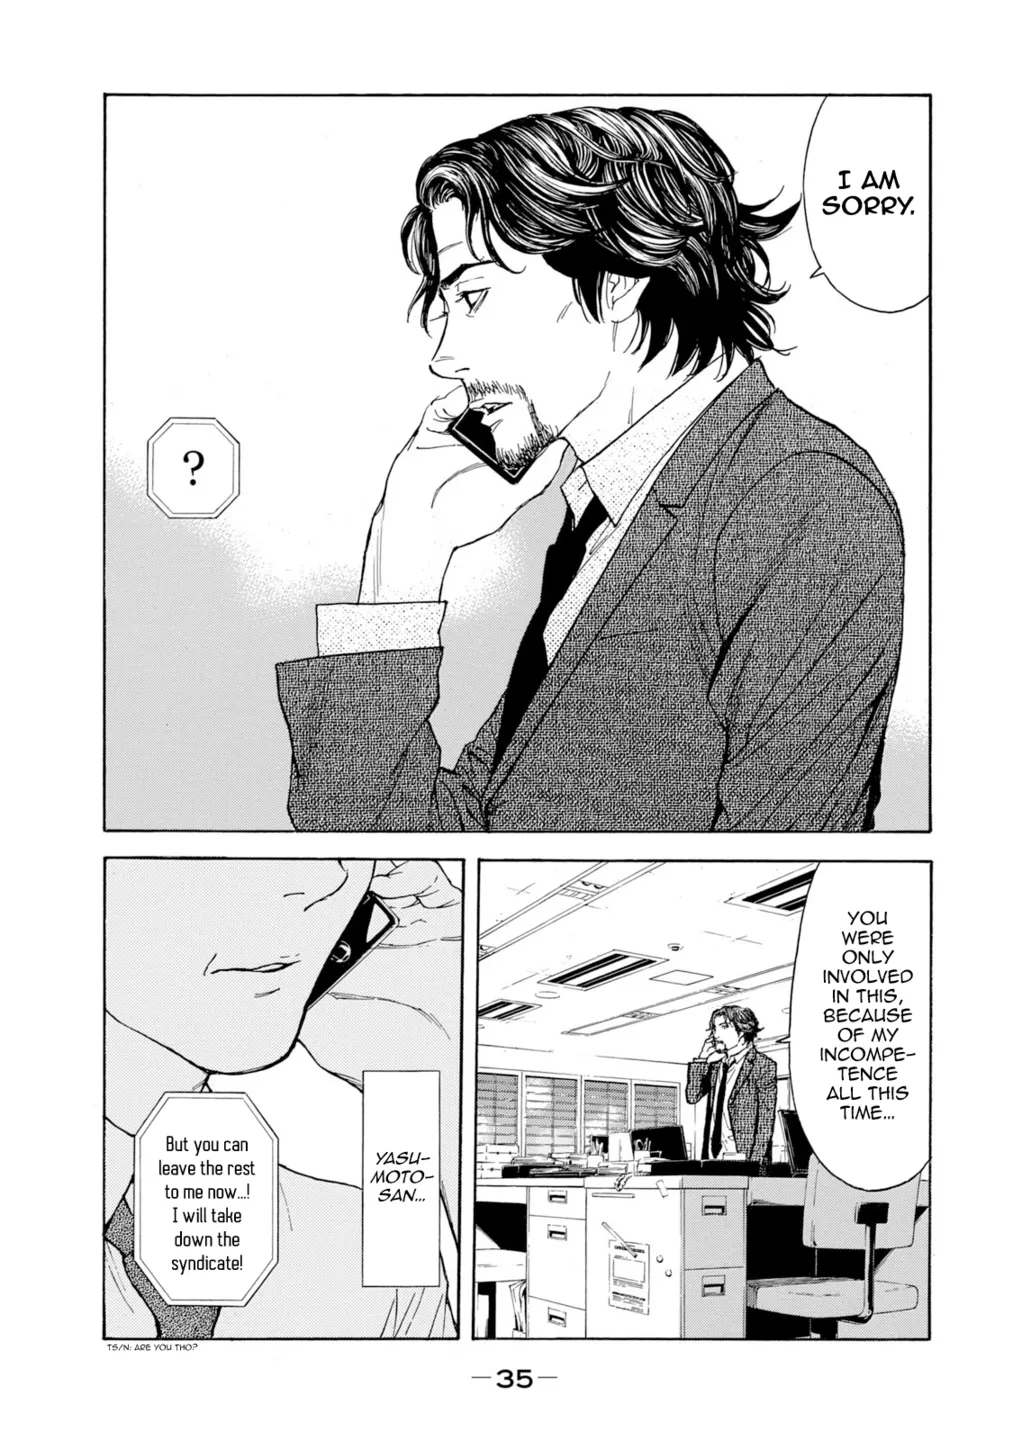 I AM
SORRY.
?
YOU
WERE
ONLY
INVOLVED
IN THIS,
BECAUSE
OF MY
INCOMPE-
TENCE
ALL THIS
TIME...
YASU-
MOTO-
SAN...
But you can
leave the rest
to me now...!
I will take
down the
syndicate!
TS/N: ARE YOU THO?
—35—